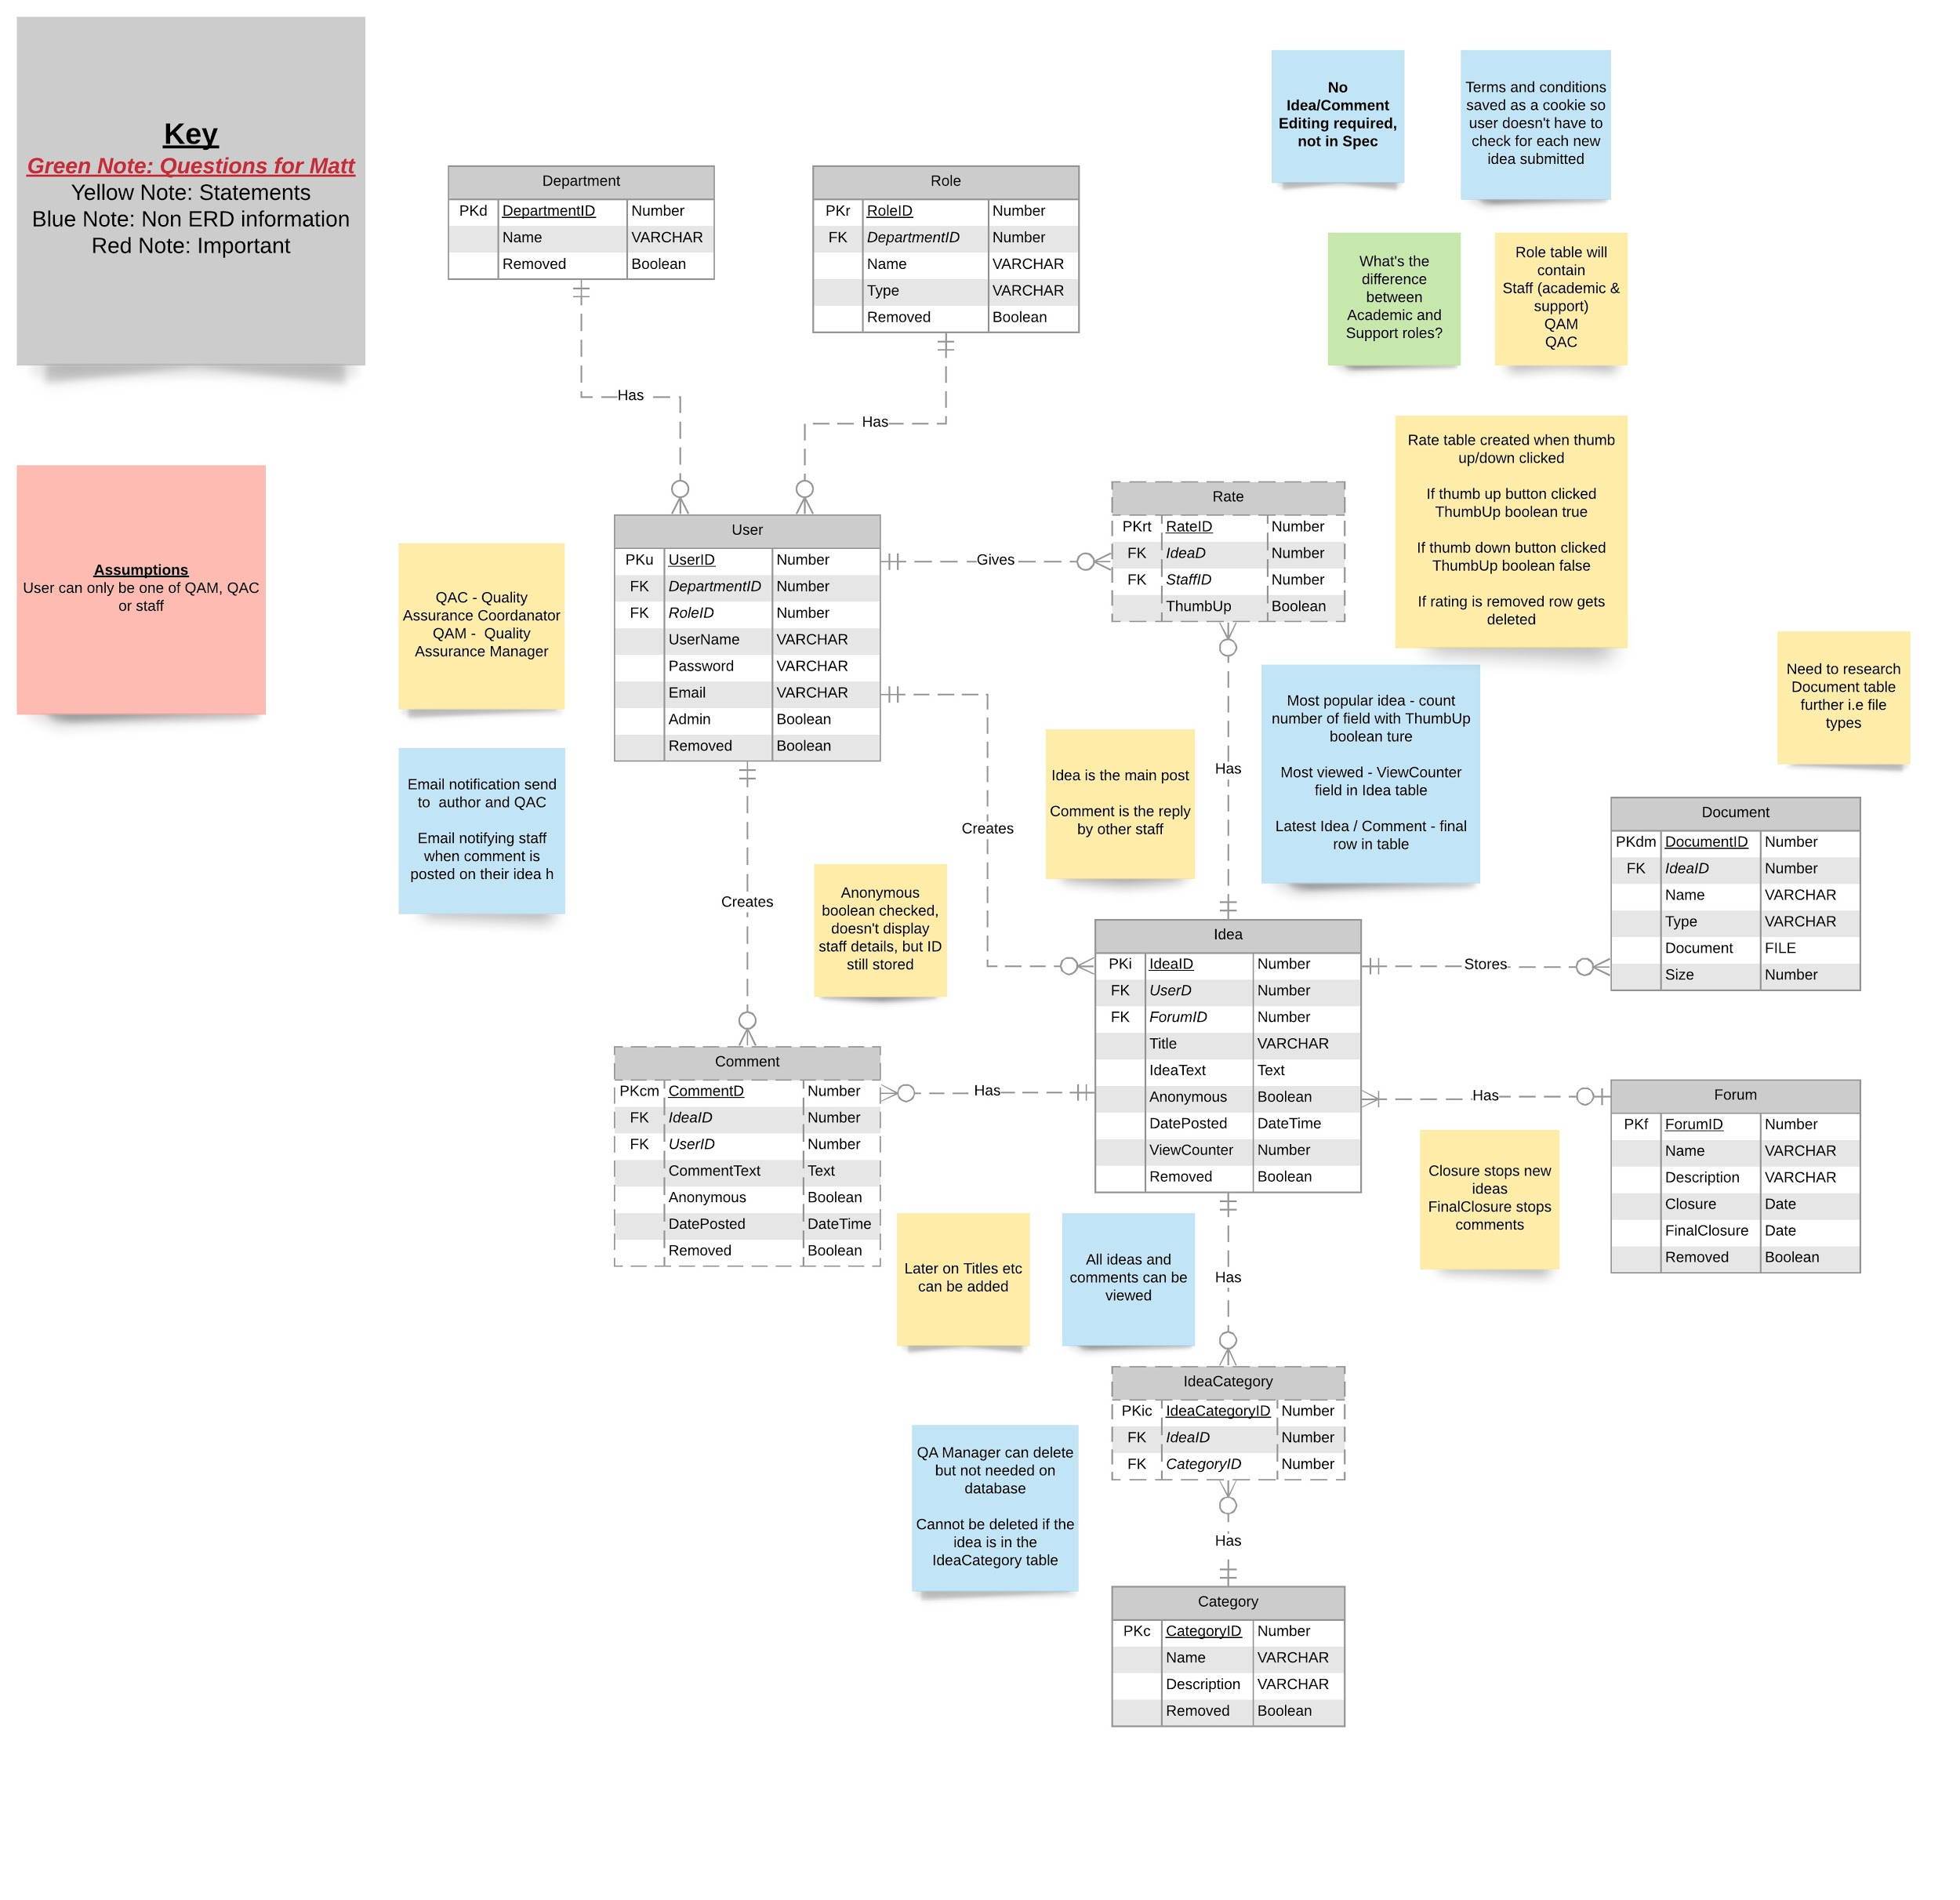 Key
Green Note: Questions for Matt
Yellow Note: Statements
Blue Note: Non ERD information
Red Note: Important
No
Idea/Comment
Editing required,
not in Spec
Terms and conditions
saved as a cookie so
user doesn't have to
check for each new
idea submitted
Department
PKd DepartmentID Number
Name VARCHAR
Removed Boolean
Role
PKr RoleID Number
FK DepartmentID Number
Name VARCHAR
Type VARCHAR
Removed Boolean
What's the
difference
between
Academic and
Support roles?
Role table will
contain
Staff (academic &
support)
QAM
QAC
Has
Has
Assumptions
User can only be one of QAM, QAC
or staff
QAC - Quality
Assurance Coordanator
QAM - Quality
Assurance Manager
User
PKu UserID Number
FK DepartmentID Number
FK RoleID Number
UserName VARCHAR
Password VARCHAR
Email VARCHAR
Admin Boolean
Removed Boolean
Gives
Rate
PKrt RateID Number
FK IdeaD Number
FK StaffID Number
ThumbUp Boolean
Rate table created when thumb
up/down clicked
If thumb up button clicked
ThumbUp boolean true
If thumb down button clicked
ThumbUp boolean false
If rating is removed row gets
deleted
Need to research
Document table
further i.e file
types
Email notification send
to author and QAC
Email notifying staff
when comment is
posted on their idea h
Creates
Creates
Idea is the main post
Comment is the reply
by other staff
Has
Most popular idea - count
number of field with ThumbUp
boolean ture
Most viewed - ViewCounter
field in Idea table
Latest Idea / Comment - final
row in table
Anonymous
boolean checked,
doesn't display
staff details, but ID
still stored
Document
PKdm DocumentID Number
FK IdeaID Number
Name VARCHAR
Type VARCHAR
Document FILE
Size Number
Idea
PKi IdeaID Number
FK UserD Number
FK ForumID Number
Title VARCHAR
IdeaText Text
Anonymous Boolean
DatePosted DateTime
ViewCounter Number
Removed Boolean
Stores
Comment
PKcm CommentD Number
FK IdeaID Number
FK UserID Number
CommentText Text
Anonymous Boolean
DatePosted DateTime
Removed Boolean
Has
Has
Forum
PKf ForumID Number
Name VARCHAR
Description VARCHAR
Closure Date
FinalClosure Date
Removed Boolean
Closure stops new
ideas
FinalClosure stops
comments
Later on Titles etc
can be added
All ideas and
comments can be
viewed
Has
IdeaCategory
PKic IdeaCategoryID Number
FK IdeaID Number
FK CategoryID Number
QA Manager can delete
but not needed on
database
Cannot be deleted if the
idea is in the
IdeaCategory table
Has
Category
PKc CategoryID Number
Name VARCHAR
Description VARCHAR
Removed Boolean